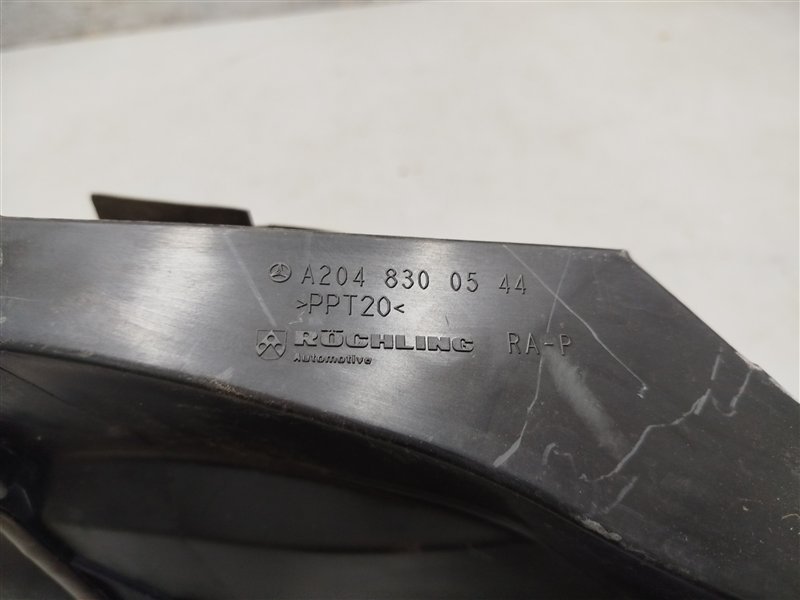 A204 830 05 44
>PPT20<
RÖCHLING RA-P
Automotive